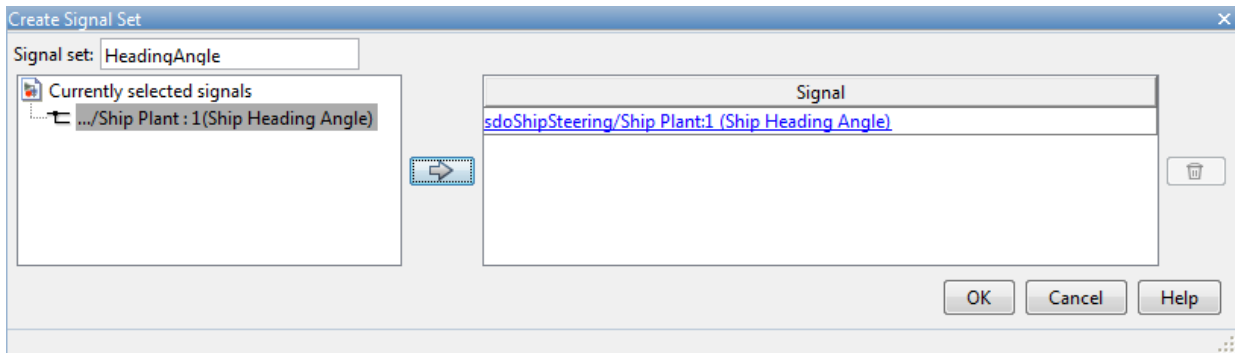 Create Signal Set
Signal set: HeadingAngle
Currently selected signals
.../Ship Plant : 1(Ship Heading Angle)
Signal
sdoShipSteering/Ship Plant:1 (Ship Heading Angle)
OK Cancel Help